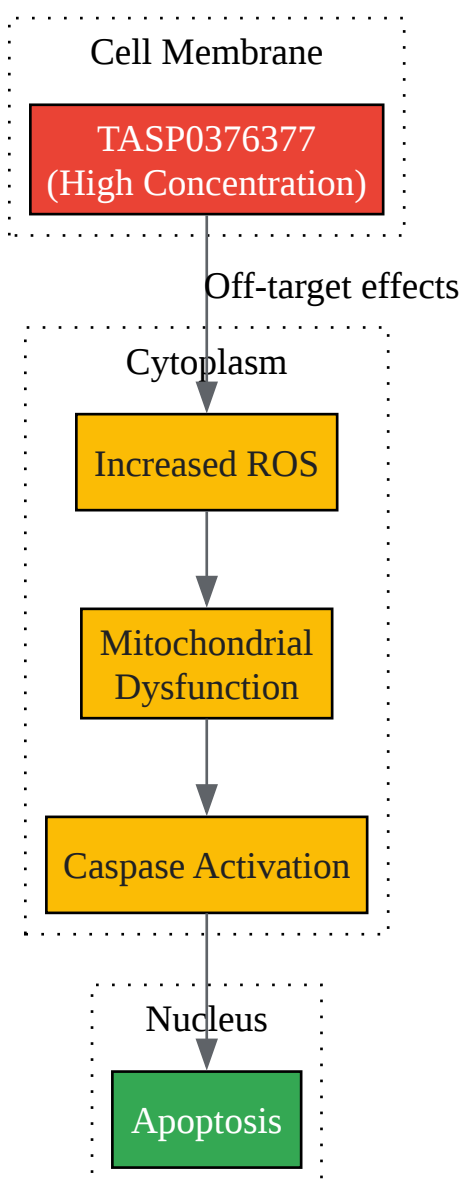 Cell Membrane
TASP0376377
(High Concentration)
Off-target effects
Cytoplasm
Increased ROS
Mitochondrial
Dysfunction
Caspase Activation
Nucleus
Apoptosis